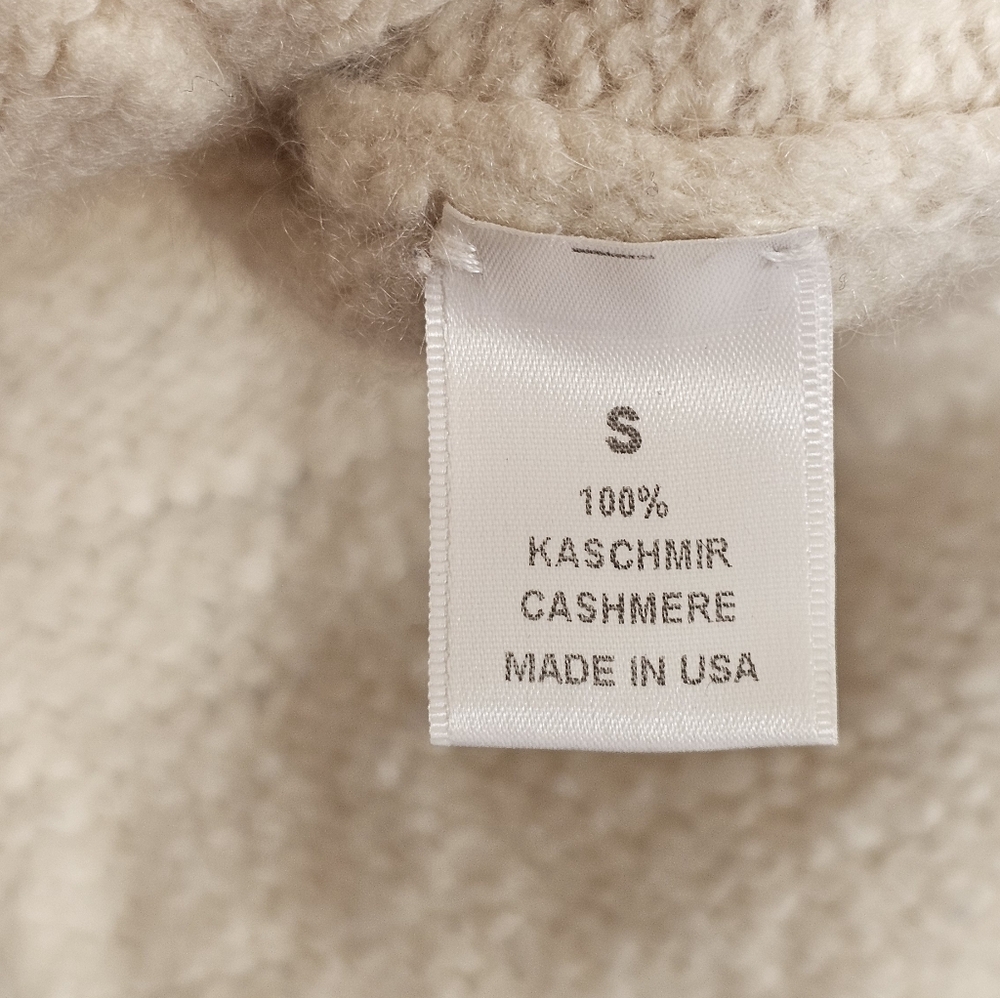 S
100%
KASCHMIR
CASHMERE
MADE IN USA